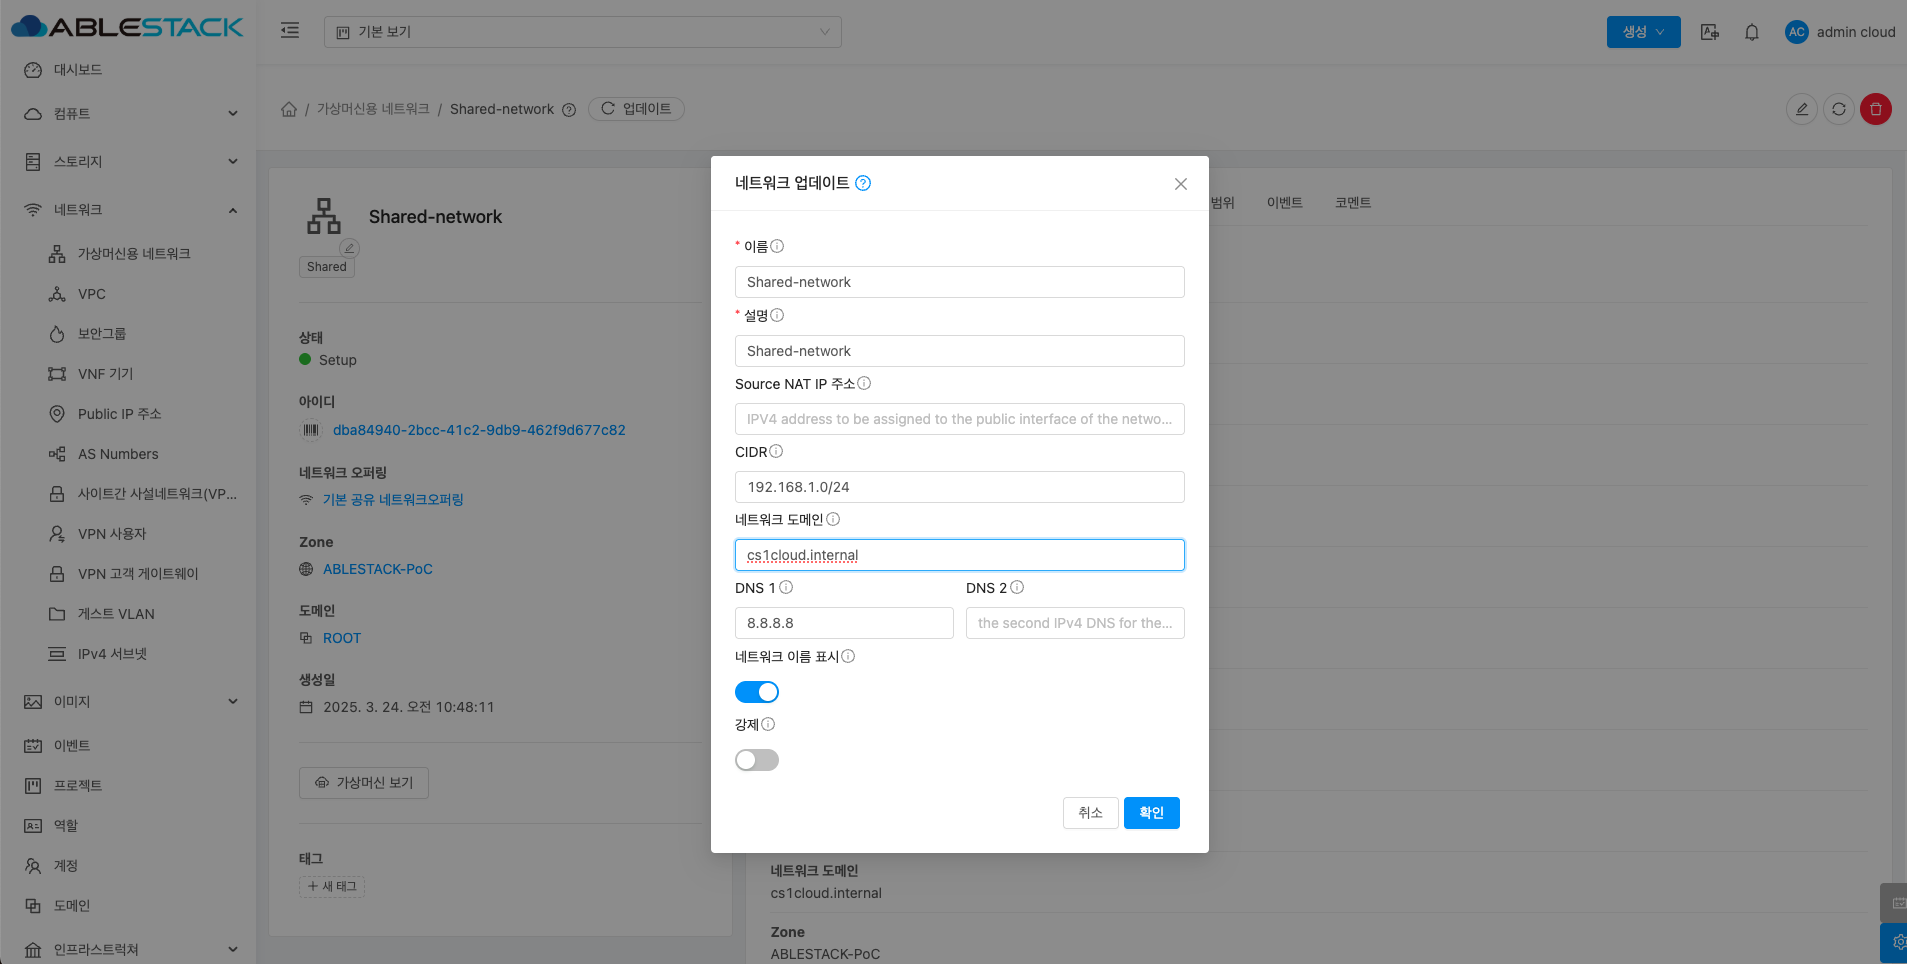 ABLESTACK
기본 보기
생성
AC
admin cloud
대시보드
컴퓨트
스토리지
네트워크
가상머신용 네트워크
VPC
보안그룹
VNF 기기
Public IP 주소
AS Numbers
사이트간 사설네트워크(VP...
VPN 사용자
VPN 고객 게이트웨이
게스트 VLAN
IPv4 서브넷
이미지
이벤트
프로젝트
역할
계정
도메인
인프라스트럭쳐
/ 가상머신용 네트워크 / Shared-network
업데이트
Shared-network
Shared
상태
Setup
아이디
dba84940-2bcc-41c2-9db9-462f9d677c82
네트워크 오퍼링
기본 공유 네트워크오퍼링
Zone
ABLESTACK-PoC
도메인
ROOT
생성일
2025. 3. 24. 오전 10:48:11
가상머신 보기
태그
+ 새 태그
범위
이벤트
코멘트
네트워크 업데이트
* 이름
Shared-network
* 설명
Shared-network
Source NAT IP 주소
IPV4 address to be assigned to the public interface of the netwo...
CIDR
192.168.1.0/24
네트워크 도메인
cs1cloud.internal
DNS 1
DNS 2
8.8.8.8
the second IPv4 DNS for the...
네트워크 이름 표시
강제
취소
확인
네트워크 도메인
cs1cloud.internal
Zone
ABLESTACK-PoC